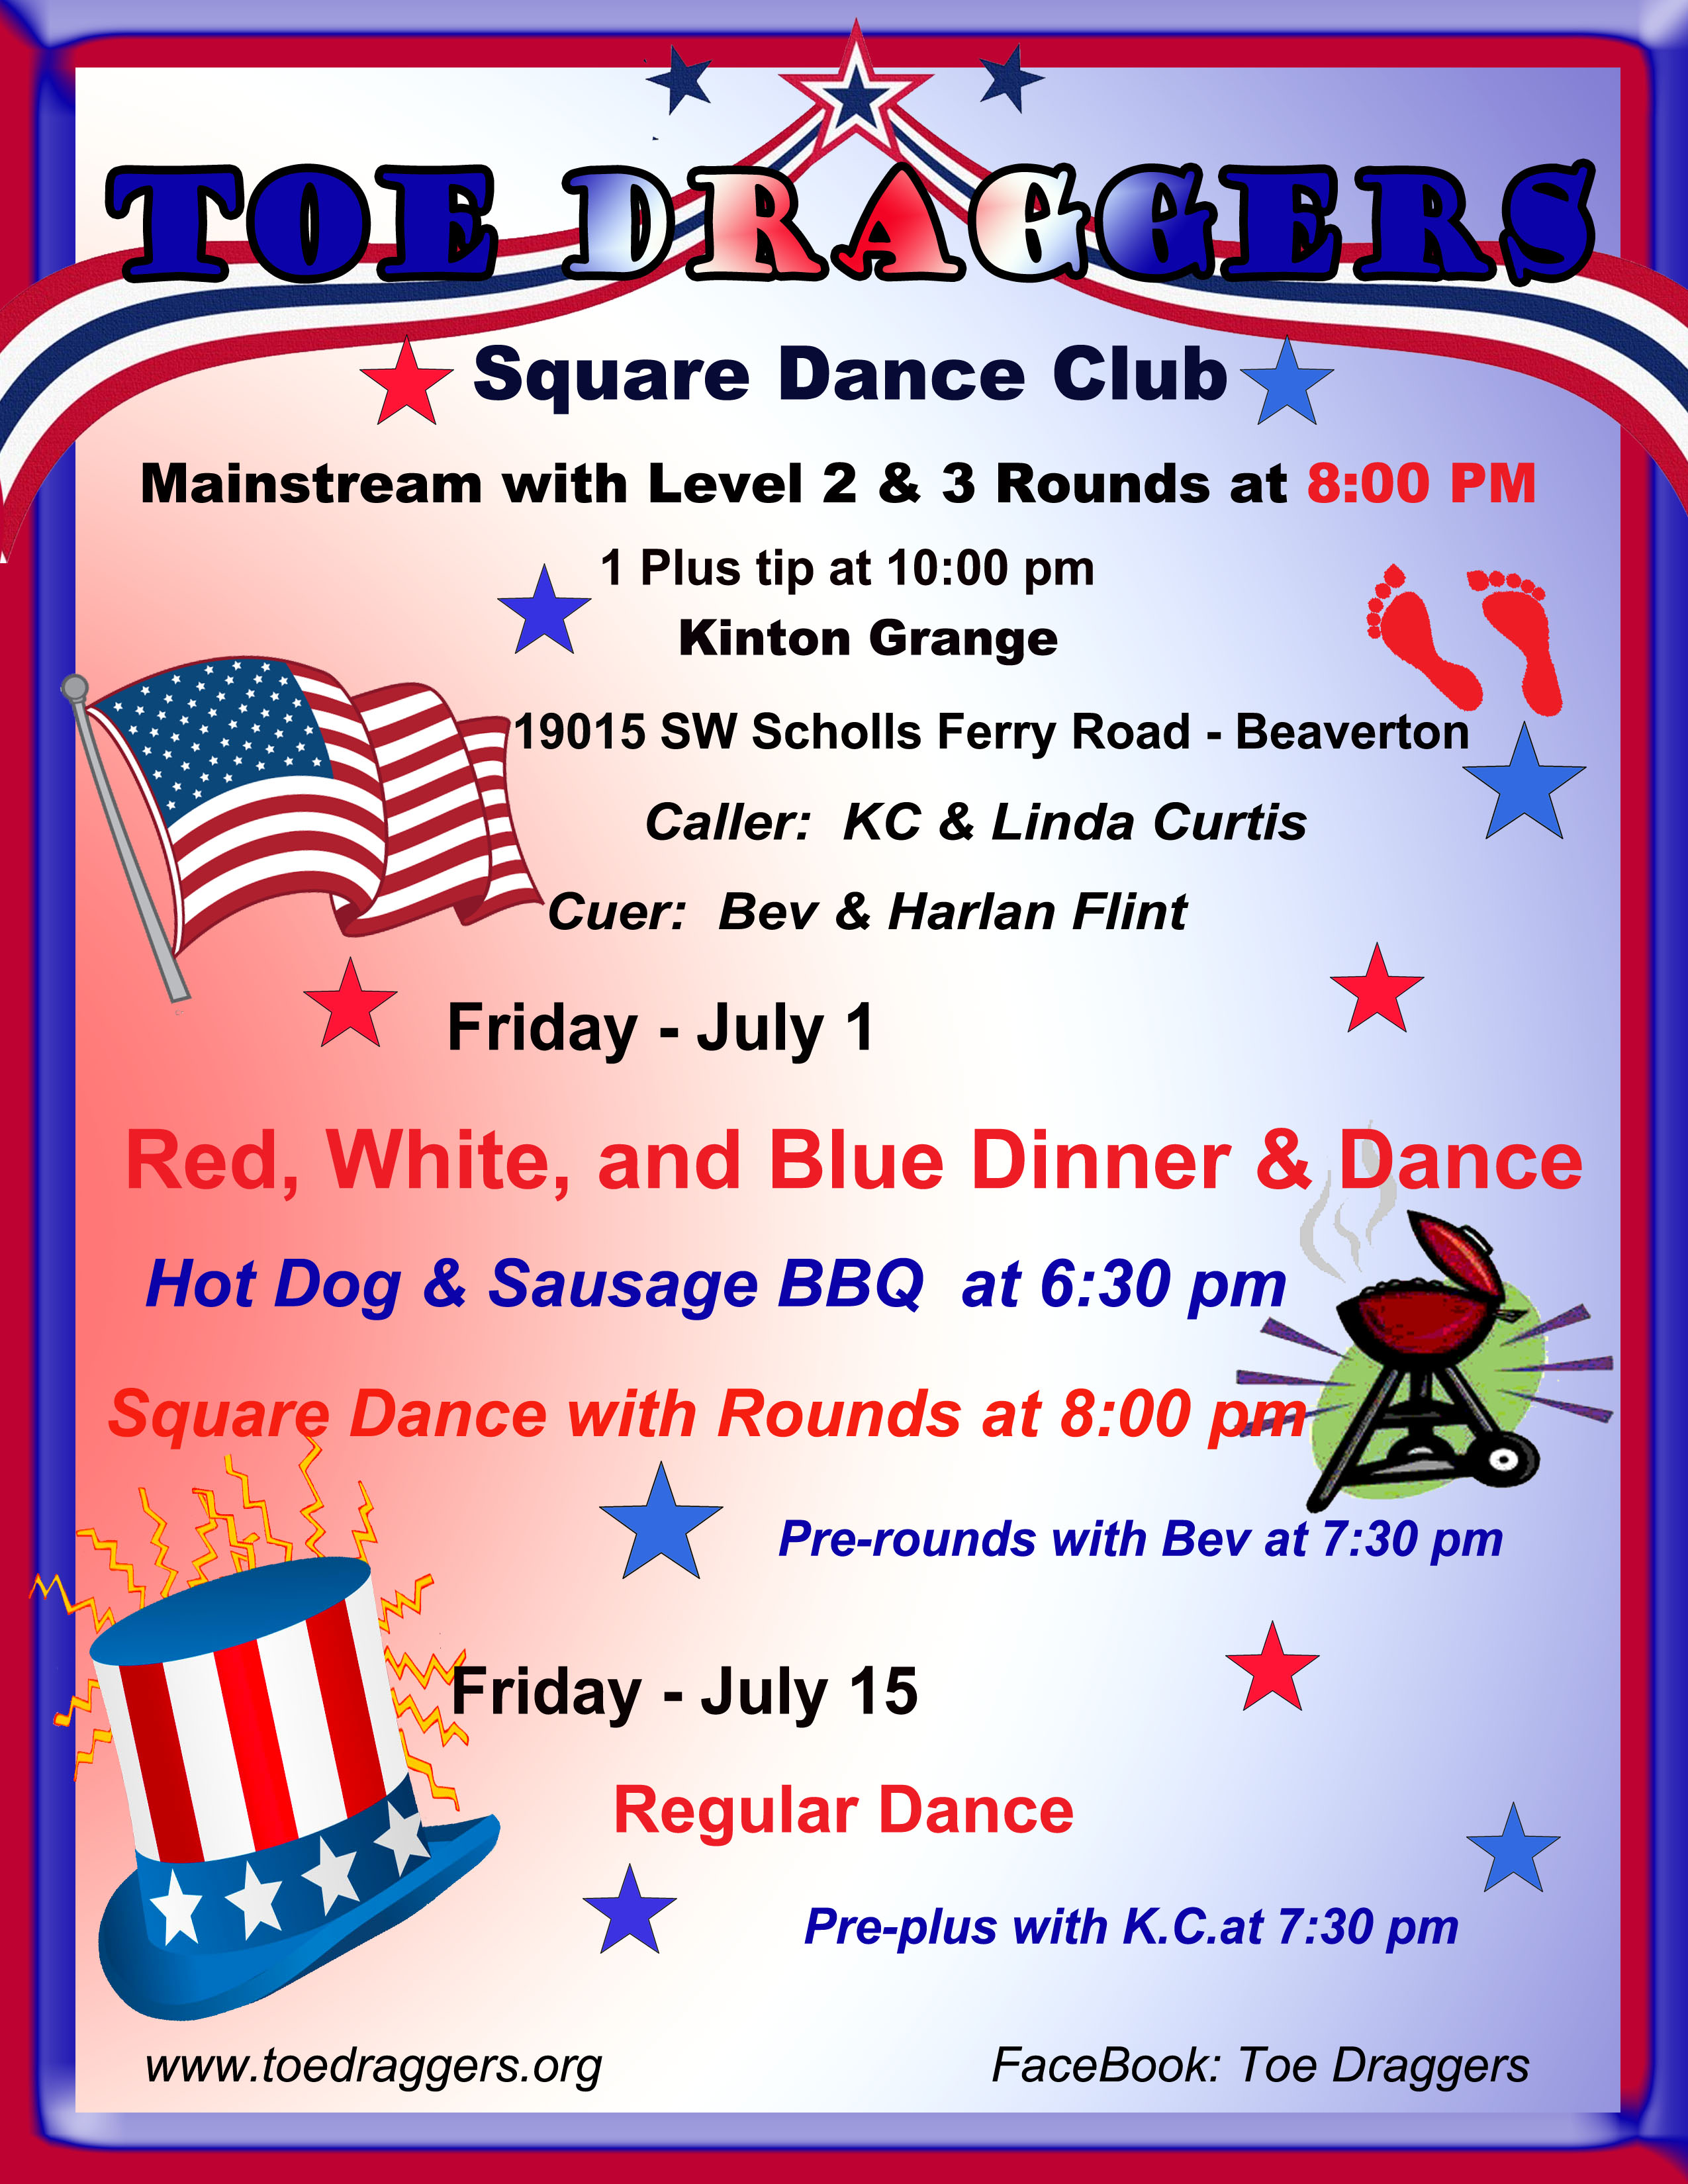 TOE DRAGGERS
Square Dance Club
Mainstream with Level 2 & 3 Rounds at 8:00 PM
1 Plus tip at 10:00 pm
Kinton Grange
19015 SW Scholls Ferry Road - Beaverton
Caller: KC & Linda Curtis
Cuer: Bev & Harlan Flint
Friday - July 1
Red, White, and Blue Dinner & Dance
Hot Dog & Sausage BBQ at 6:30 pm
Square Dance with Rounds at 8:00 pm
Pre-rounds with Bev at 7:30 pm
Friday - July 15
Regular Dance
Pre-plus with K.C.at 7:30 pm
www.toedraggers.org
FaceBook: Toe Draggers